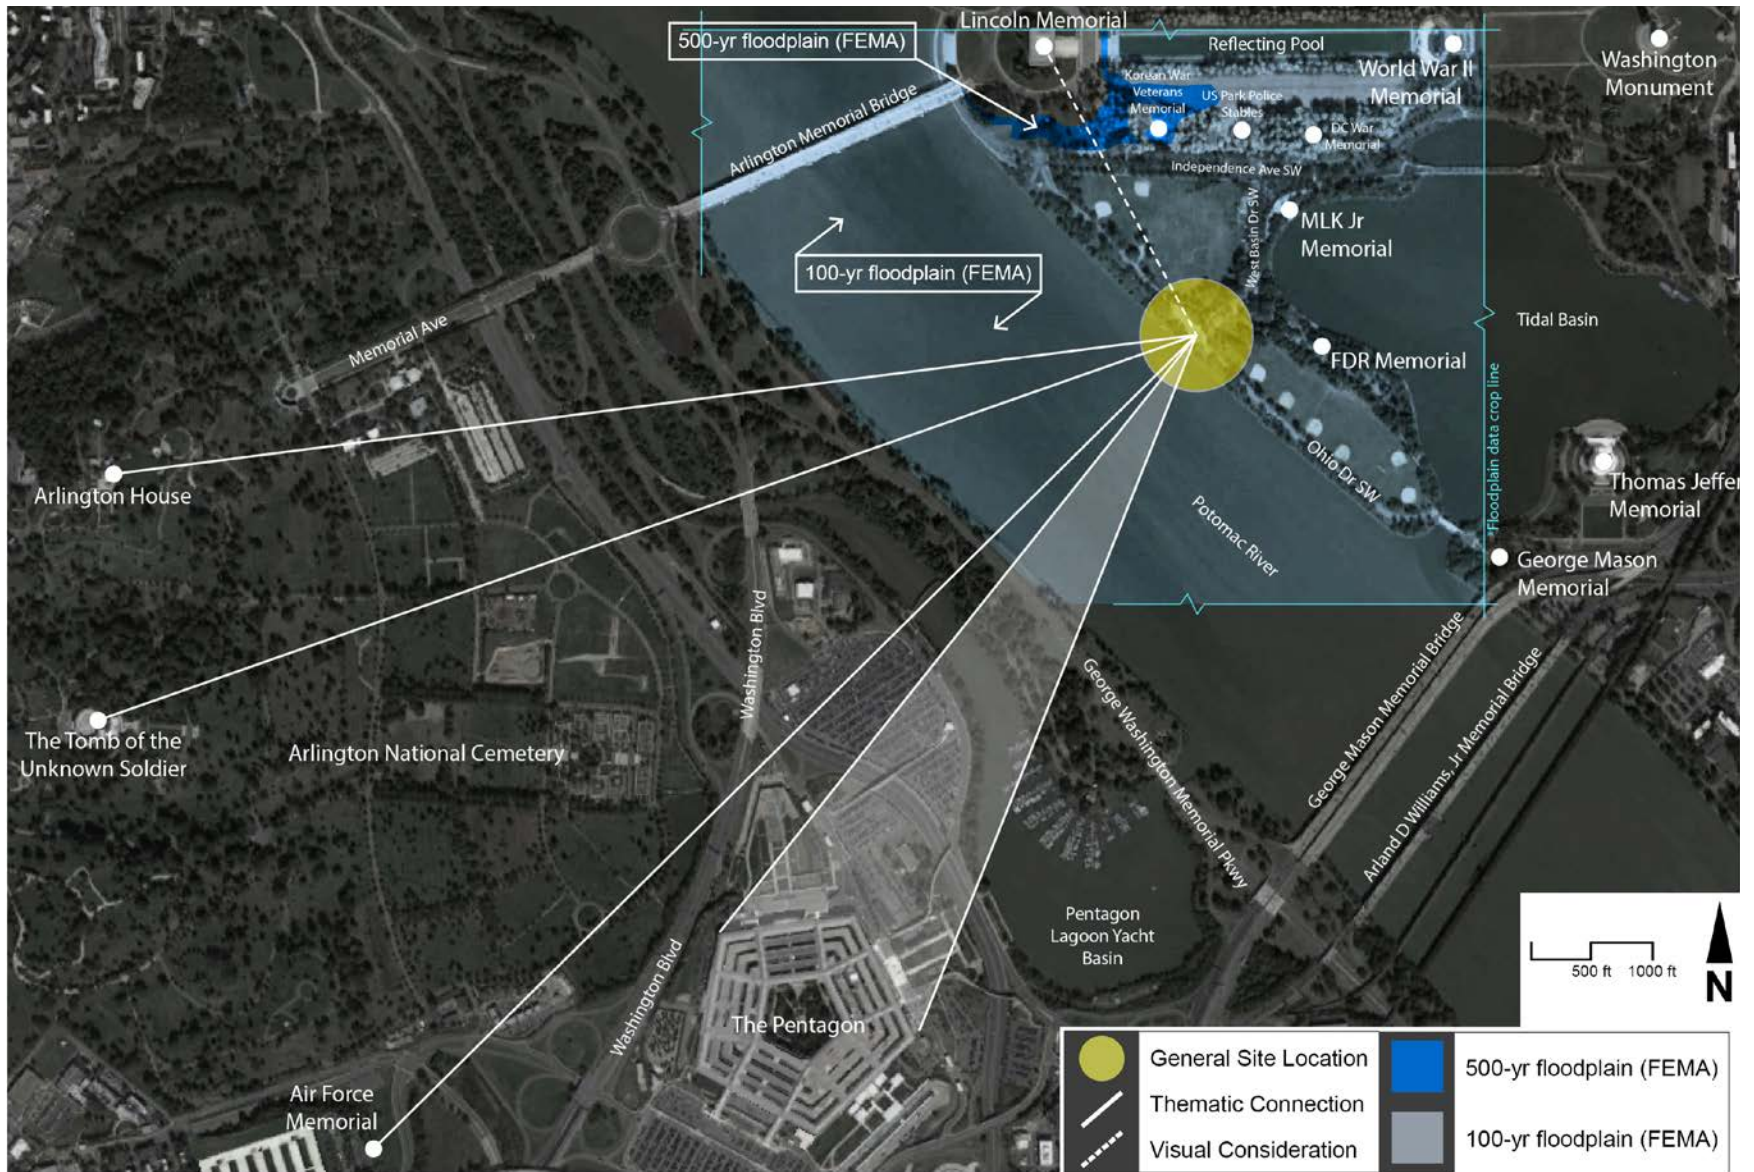 Lincoln Memorial
500-yr floodplain (FEMA)
Reflecting Pool
World War II
Memorial
Washington
Monument
Korean War
Veterans
Memorial
US Park Police
Stables
DC War
Memorial
Arlington Memorial Bridge
Independence Ave SW
West Basin Dr SW
MLK Jr
Memorial
100-yr floodplain (FEMA)
Memorial Ave
Tidal Basin
FDR Memorial
Floodplain data crop line
Ohio Dr SW
Arlington House
Thomas Jeffer
Memorial
Potomac River
George Mason
Memorial
Washington Blvd
The Tomb of the
Unknown Soldier
Arlington National Cemetery
George Washington Memorial Pkwy
George Mason Memorial Bridge
Arland D Williams, Jr Memorial Bridge
Pentagon
Lagoon Yacht
Basin
500 ft
1000 ft
N
Washington Blvd
The Pentagon
Air Force
Memorial
General Site Location
Thematic Connection
Visual Consideration
500-yr floodplain (FEMA)
100-yr floodplain (FEMA)